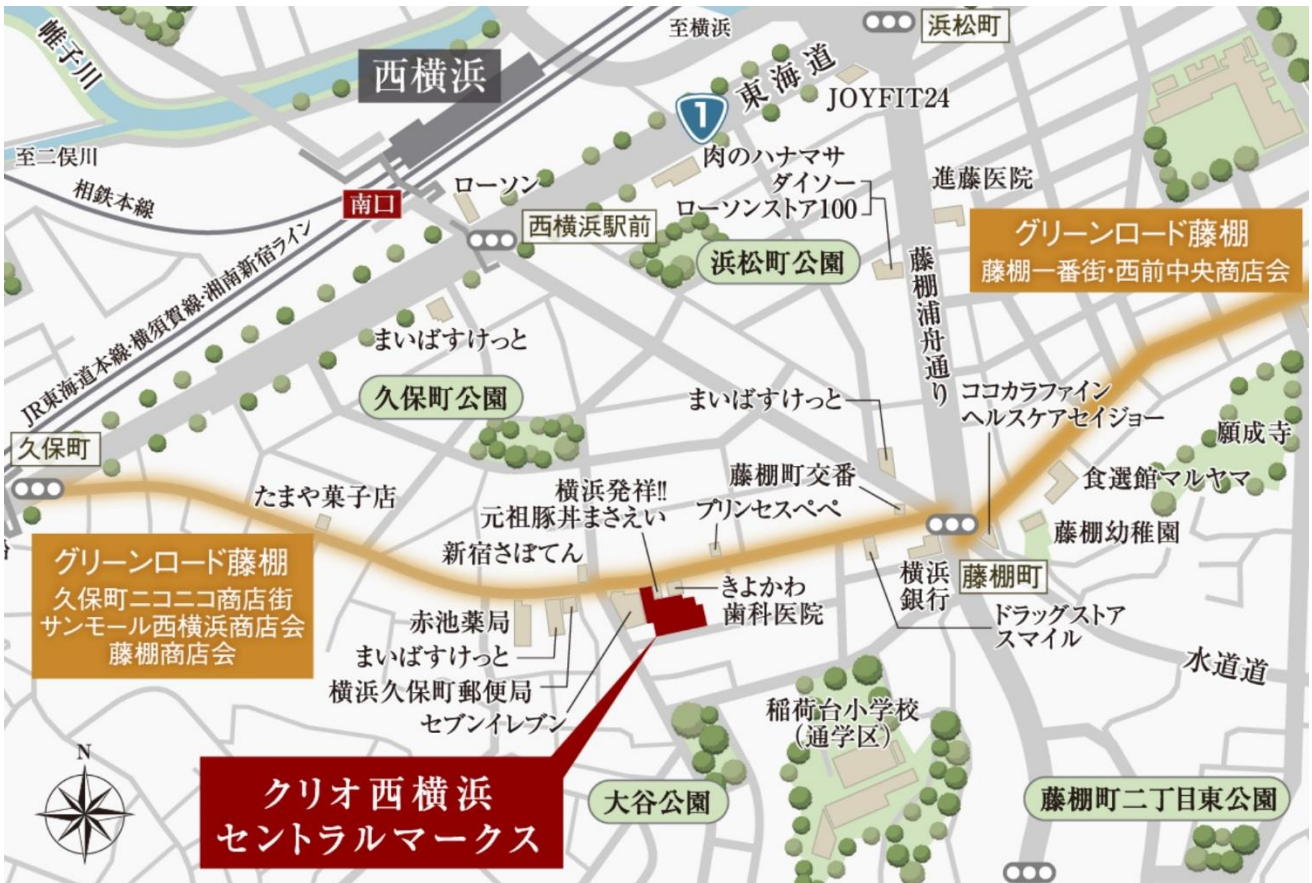 至横浜
浜松町
帷子川
西横浜
東海道
1
JOYFIT24
至二俣川
相鉄本線
南口
ローソン
西横浜駅前
肉のハナマサ
ダイソー
ローソンストア100
進藤医院
浜松町公園
グリーンロード藤棚
藤棚一番街・西前中央商店会
藤棚浦舟通り
JR東海道本線・横須賀線・湘南新宿ライン
まいばすけっと
久保町公園
まいばすけっと
ココカラファイン
ヘルスケアセイジョー
願成寺
久保町
たまや菓子店
横浜発祥!!
元祖豚丼まさえい
藤棚町交番
プリンセスペペ
食選館マルヤマ
藤棚幼稚園
新宿さぼてん
グリーンロード藤棚
久保町ニコニコ商店街
サンモール西横浜商店会
藤棚商店会
赤池薬局
まいばすけっと
横浜久保町郵便局
セブンイレブン
きよかわ
歯科医院
横浜
銀行
藤棚町
ドラッグストア
スマイル
水道道
稲荷台小学校
(通学区)
N
クリオ西横浜
セントラルマークス
大谷公園
藤棚町二丁目東公園